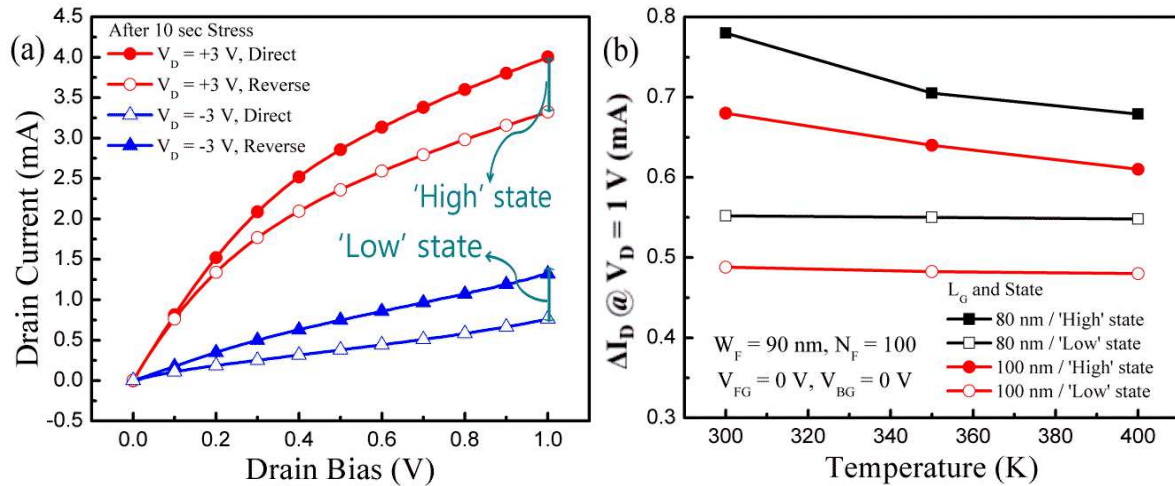 (a)
After 10 sec Stress
V_D = +3 V, Direct
V_D = +3 V, Reverse
V_D = -3 V, Direct
V_D = -3 V, Reverse
'High' state
'Low' state
4.5
4.0
3.5
3.0
2.5
2.0
1.5
1.0
0.5
0.0
-0.5
Drain Current (mA)
0.0 0.2 0.4 0.6 0.8 1.0
Drain Bias (V)
(b)
0.8
0.7
0.6
0.5
0.4
0.3
ΔI_D @ V_D = 1 V (mA)
W_F = 90 nm, N_F = 100
V_FG = 0 V, V_BG = 0 V
L_G and State
80 nm / 'High' state
80 nm / 'Low' state
100 nm / 'High' state
100 nm / 'Low' state
300 320 340 360 380 400
Temperature (K)